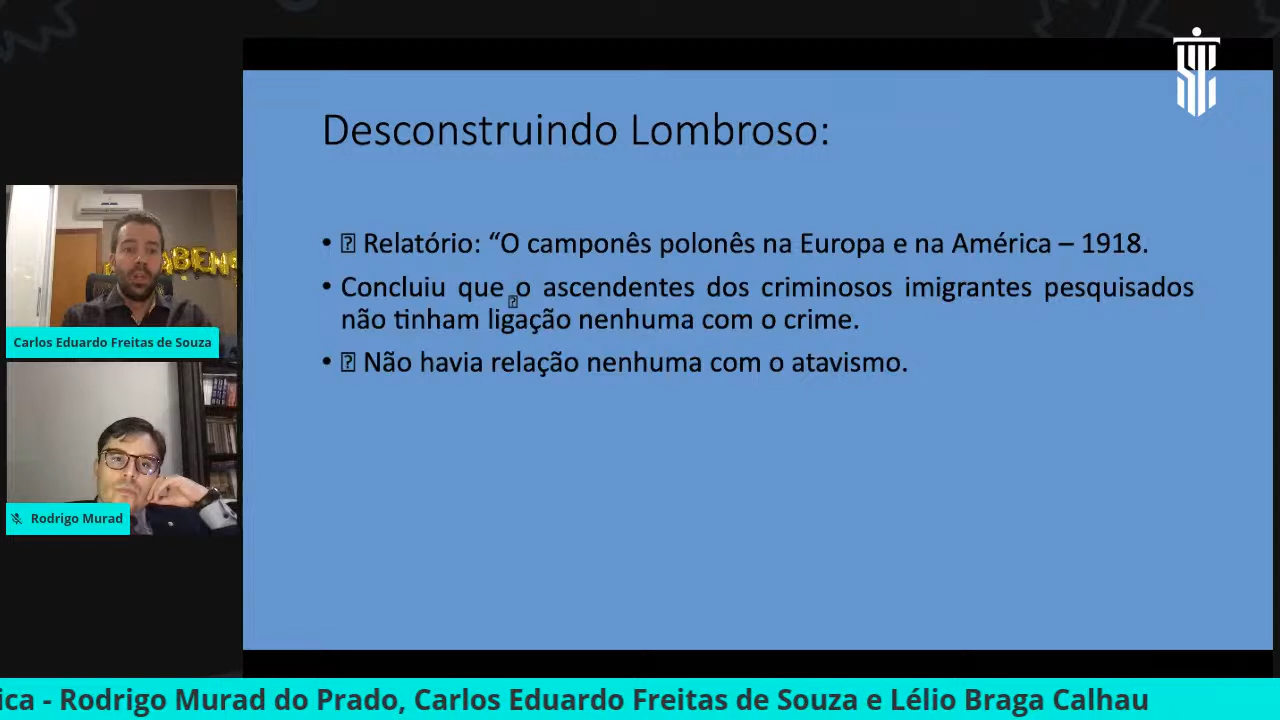 Desconstruindo Lombroso:
• Relatório: “O camponês polonês na Europa e na América – 1918.
• Concluiu que o ascendentes dos criminosos imigrantes pesquisados
não tinham ligação nenhuma com o crime.
• Não havia relação nenhuma com o atavismo.
Carlos Eduardo Freitas de Souza
Rodrigo Murad
ica - Rodrigo Murad do Prado, Carlos Eduardo Freitas de Souza e Lélio Braga Calhau